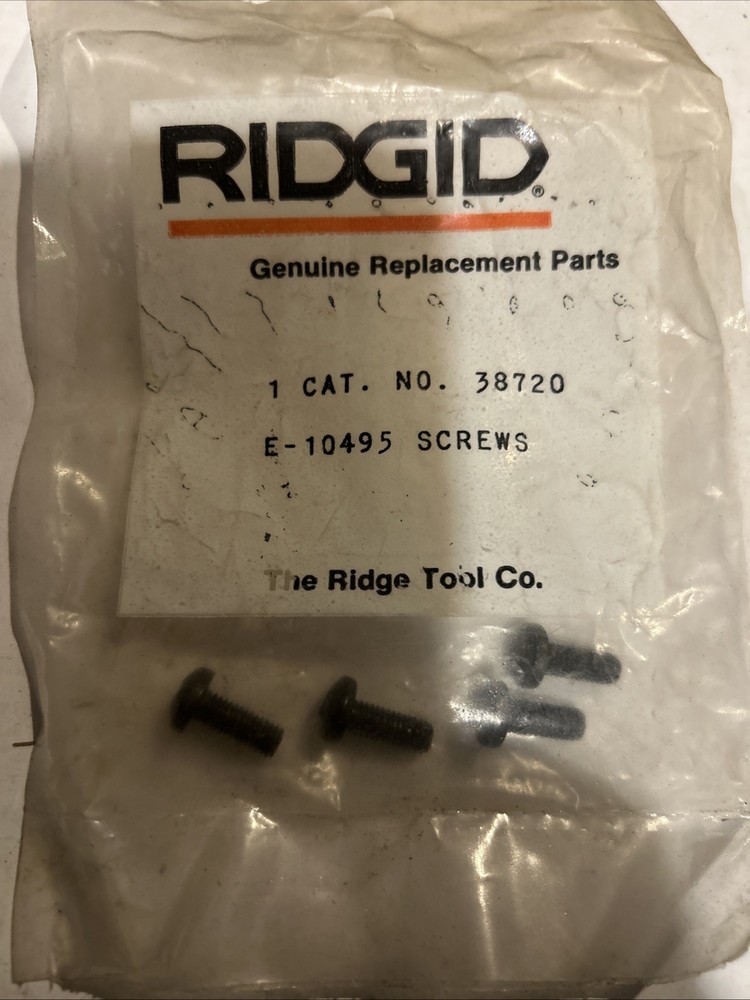 RIDGID®
Genuine Replacement Parts
1 CAT. NO. 38720
E-10495 SCREWS
The Ridge Tool Co.